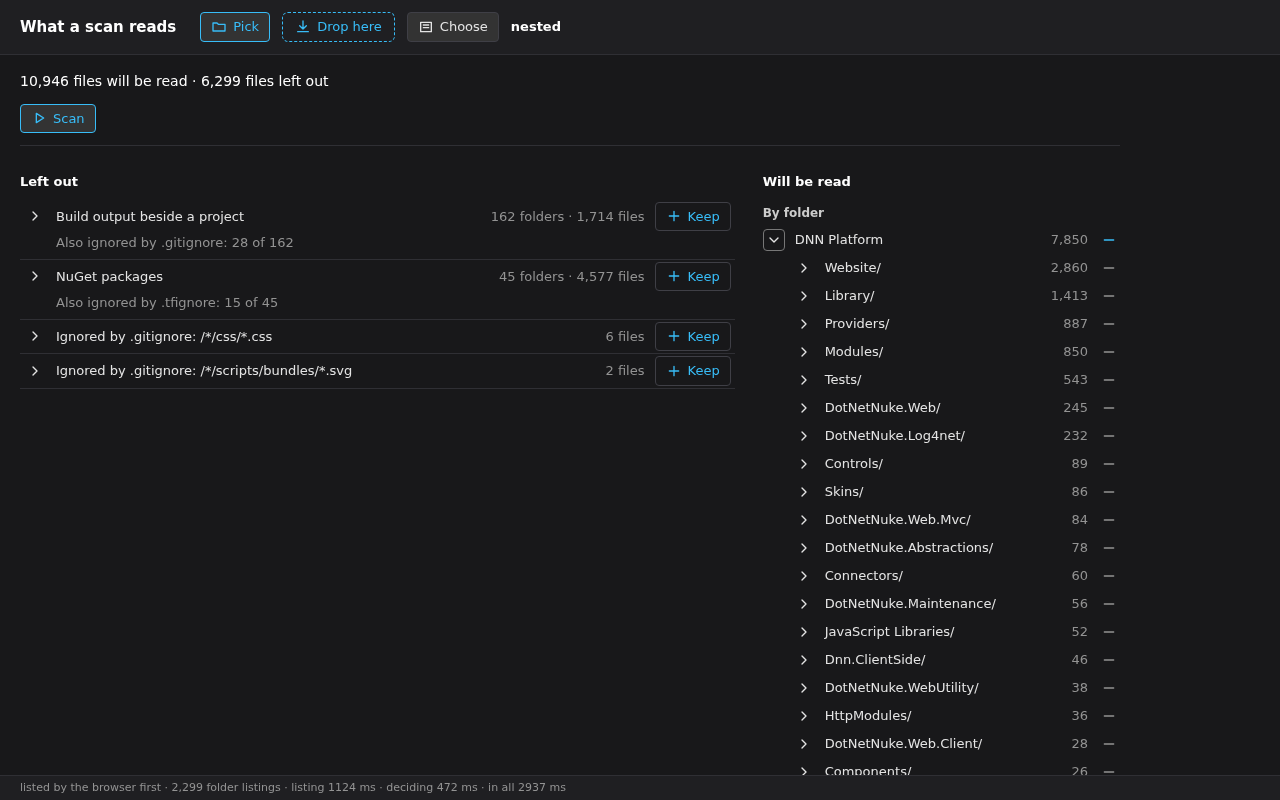 What a scan reads Pick Drop here Choose nested
10,946 files will be read · 6,299 files left out
Scan
Left out
Build output beside a project 162 folders · 1,714 files Keep
Also ignored by .gitignore: 28 of 162
NuGet packages 45 folders · 4,577 files Keep
Also ignored by .tfignore: 15 of 45
Ignored by .gitignore: /*/css/*.css 6 files Keep
Ignored by .gitignore: /*/scripts/bundles/*.svg 2 files Keep
Will be read
By folder
DNN Platform 7,850
Website/ 2,860
Library/ 1,413
Providers/ 887
Modules/ 850
Tests/ 543
DotNetNuke.Web/ 245
DotNetNuke.Log4net/ 232
Controls/ 89
Skins/ 86
DotNetNuke.Web.Mvc/ 84
DotNetNuke.Abstractions/ 78
Connectors/ 60
DotNetNuke.Maintenance/ 56
JavaScript Libraries/ 52
Dnn.ClientSide/ 46
DotNetNuke.WebUtility/ 38
HttpModules/ 36
DotNetNuke.Web.Client/ 28
Components/ 26
listed by the browser first · 2,299 folder listings · listing 1124 ms · deciding 472 ms · in all 2937 ms